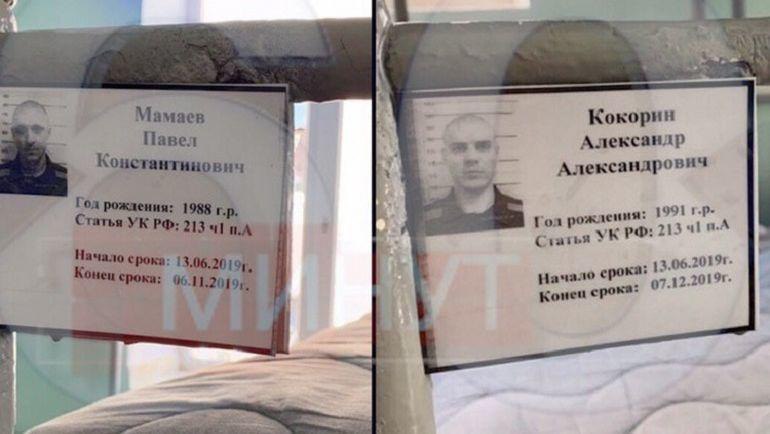 Мамаев
Павел
Константинович
Год рождения: 1988 г.р.
Статья УК РФ: 213 ч1 п.А
Начало срока: 13.06.2019г.
Конец срока: 06.11.2019г.
Кокорин
Александр
Александрович
Год рождения: 1991 г.р.
Статья УК РФ: 213 ч1 п.А
Начало срока: 13.06.2019г.
Конец срока: 07.12.2019г.
МИНУТ